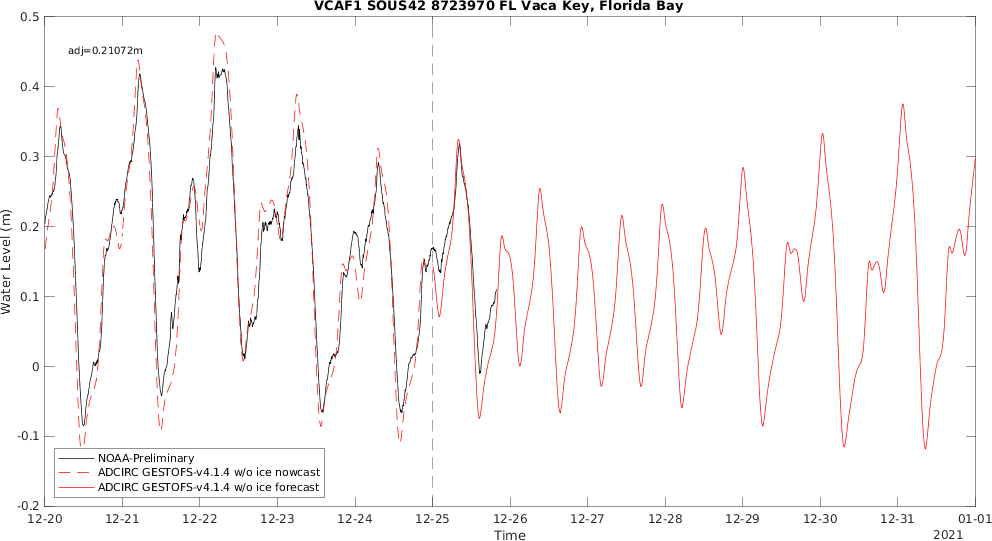 VCAF1 SOUS42 8723970 FL Vaca Key, Florida Bay
adj=0.21072m
0.5
0.4
0.3
0.2
0.1
0
-0.1
-0.2
Water Level (m)
NOAA-Preliminary
ADCIRC GESTOFS-v4.1.4 w/o ice nowcast
ADCIRC GESTOFS-v4.1.4 w/o ice forecast
12-20 12-21 12-22 12-23 12-24 12-25 12-26 12-27 12-28 12-29 12-30 12-31 01-01
Time
2021